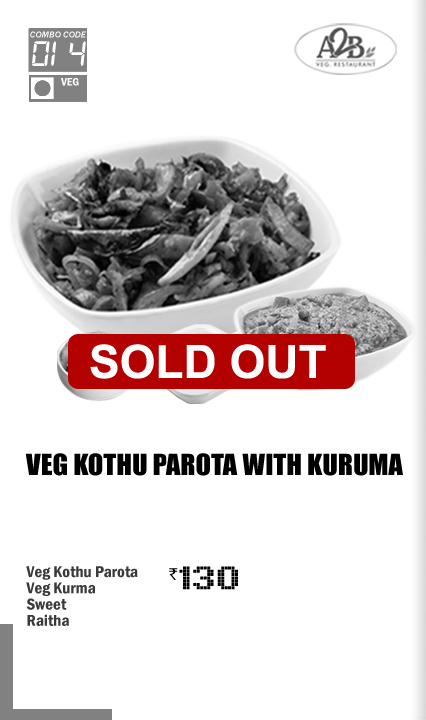 COMBO CODE
014
VEG
A2B
VEG. RESTAURANT
SOLD OUT
VEG KOTHU PAROTA WITH KURUMA
Veg Kothu Parota
Veg Kurma
Sweet
Raitha
₹130